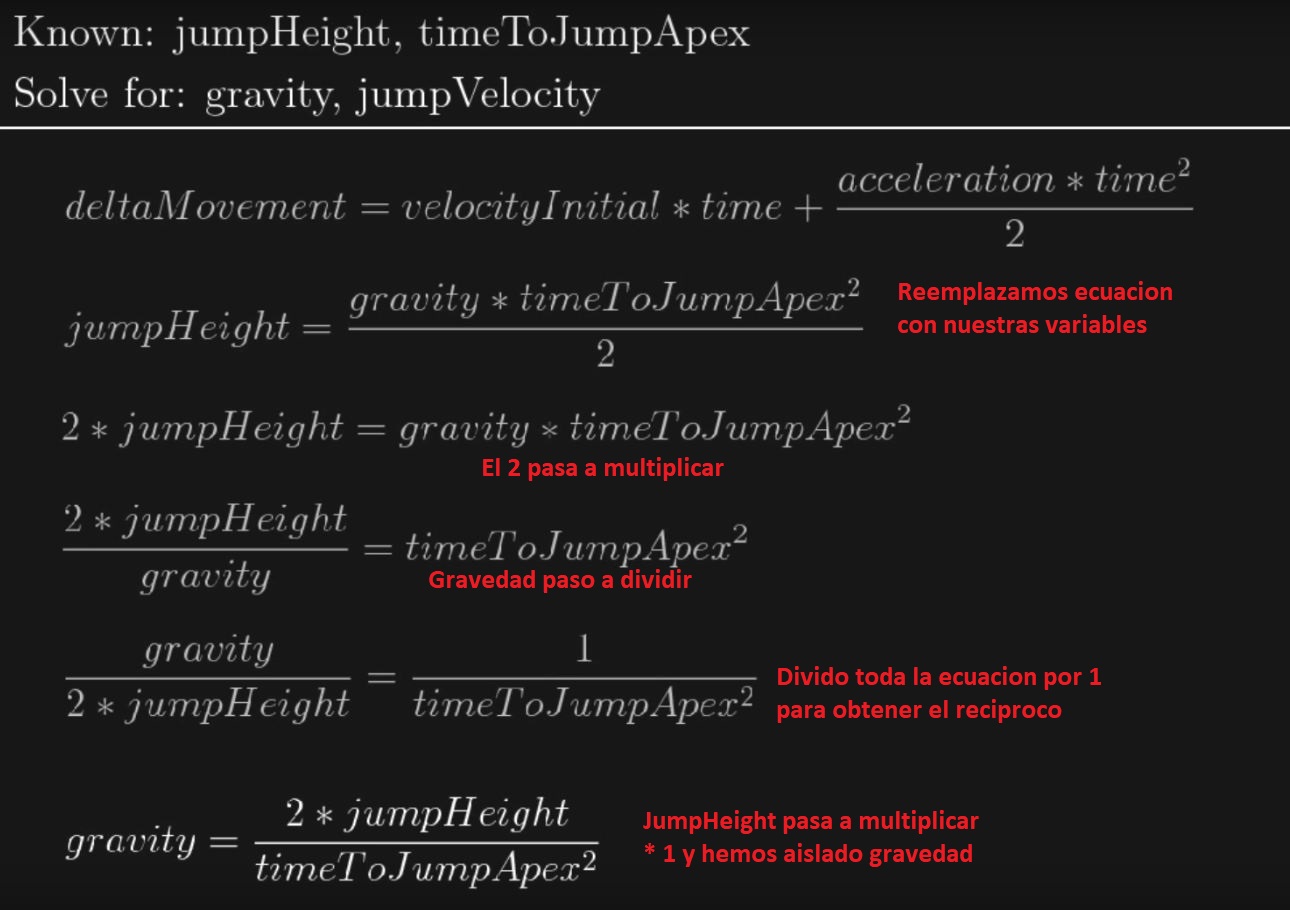 Known: jumpHeight, timeToJumpApex
Solve for: gravity, jumpVelocity
deltaMovement = velocityInitial * time + \frac{acceleration * time^2}{2}
jumpHeight = \frac{gravity * timeToJumpApex^2}{2}
Reemplazamos ecuacion
con nuestras variables
2 * jumpHeight = gravity * timeToJumpApex^2
El 2 pasa a multiplicar
\frac{2 * jumpHeight}{gravity} = timeToJumpApex^2
Gravedad paso a dividir
\frac{gravity}{2 * jumpHeight} = \frac{1}{timeToJumpApex^2}
Divido toda la ecuacion por 1
para obtener el reciproco
gravity = \frac{2 * jumpHeight}{timeToJumpApex^2}
JumpHeight pasa a multiplicar
* 1 y hemos aislado gravedad